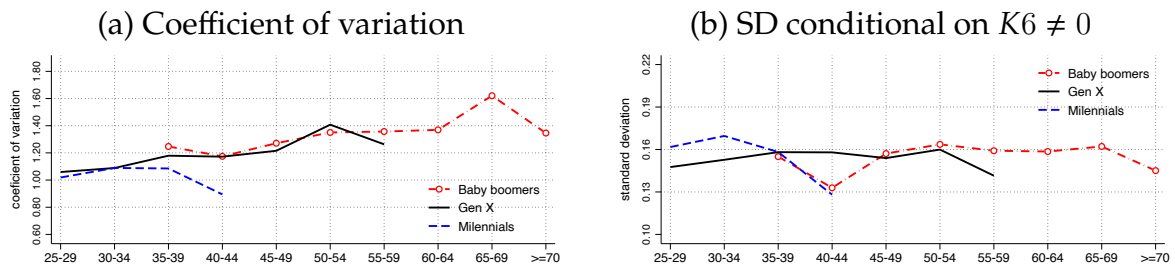 (a) Coefficient of variation
coeficient of variation
1.80
1.60
1.40
1.20
1.00
0.80
0.60
Baby boomers
Gen X
Milennials
25-29 30-34 35-39 40-44 45-49 50-54 55-59 60-64 65-69 >=70
(b) SD conditional on K6 ≠ 0
standard deviation
0.22
0.19
0.16
0.13
0.10
Baby boomers
Gen X
Milennials
25-29 30-34 35-39 40-44 45-49 50-54 55-59 60-64 65-69 >=70